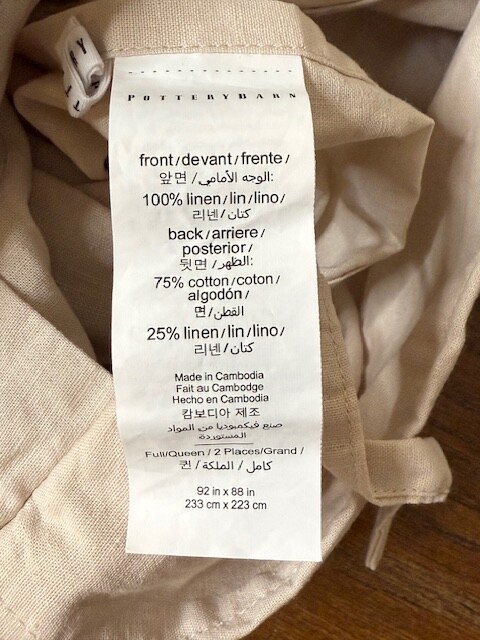 POTTERY BARN
front/devant/frente/
앞면/الوجه الأمامي:
100% linen/lin/lino/
리넨/كتان
back/arriere/
posterior/
뒷면/الظهر:
75% cotton/coton/
algodón/
면/القطن:
25% linen/lin/lino/
리넨/كتان
Made in Cambodia
Fait au Cambodge
Hecho en Cambodia
캄보디아 제조
صنع فيكمبوديا من المواد
المستوردة
Full/Queen/2 Places/Grand/
퀸/كامل/الملكة
92 in x 88 in
233 cm x 223 cm